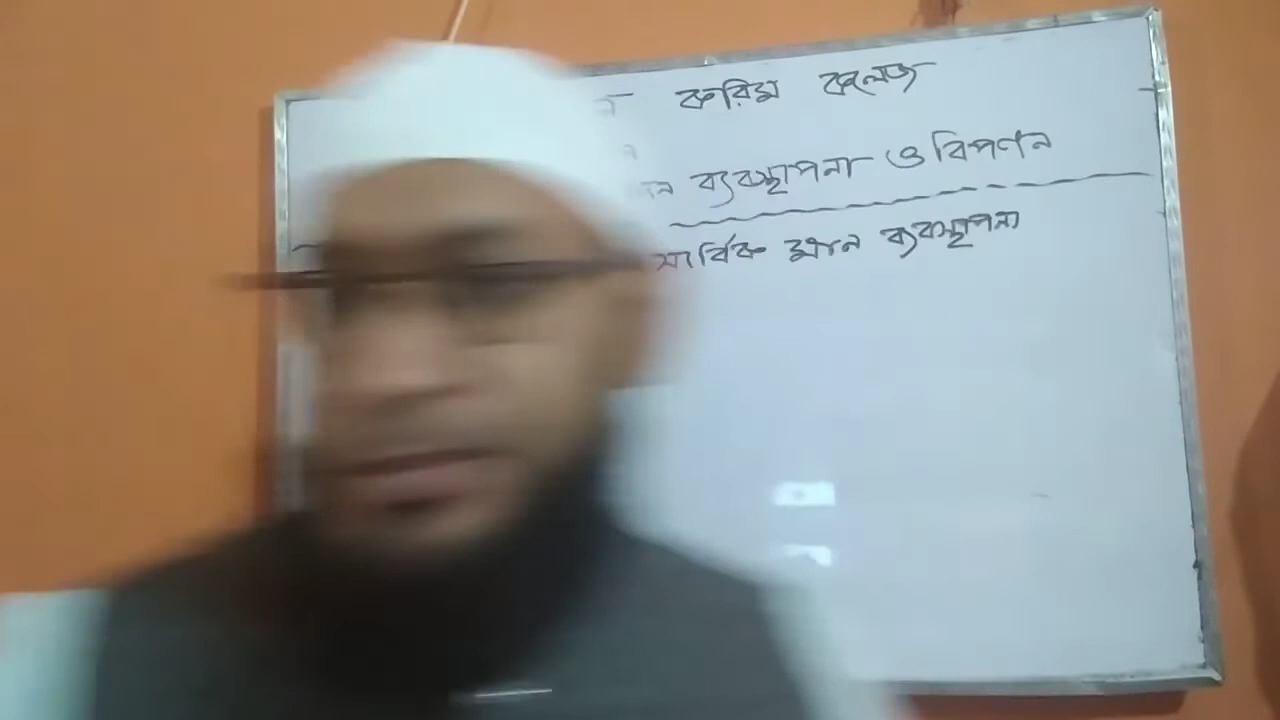 করিম কলেজ
ব্যবস্থাপনা ও বিপণন
সার্বিক মান ব্যবস্থাপনা